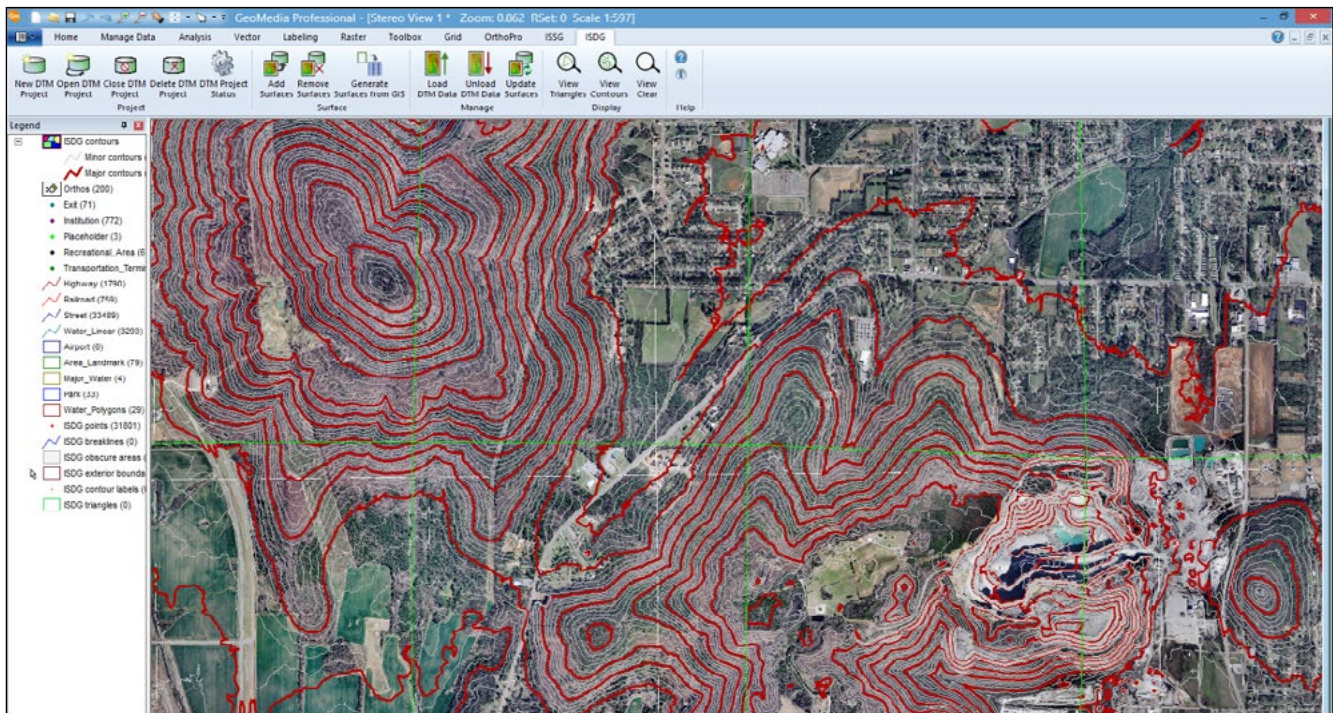 GeoMedia Professional - [Stereo View 1 * Zoom: 0.862 RSet: 0 Scale 1:597]
Home Manage Data Analysis Vector Labeling Raster Toolbox Grid OrthoPro ISSG ISDG
New DTM Open DTM Close DTM Delete DTM DTM Project Add Remove Generate Load Unload Update View View View
Project Project Project Project Status Surfaces Surfaces Surfaces from GIS DTM Data DTM Data Surfaces Triangles Contours Clear
Project Surface Manage Display Help
Legend
ISDG contours
Minor contours
Major contours
Orthos (200)
Exit (71)
Institution (772)
Placeholder (3)
Recreational_Area (6
Transportation_Termi
Highway (1790)
Railroad (759)
Street (33489)
Water_Linear (3293)
Airport (6)
Area_Landmark (79)
Major_Water (4)
Park (33)
Water_Polygons (29)
ISDG points (31801)
ISDG breaklines (0)
ISDG obscure areas (
ISDG exterior bounda
ISDG contour labels (
ISDG triangles (0)